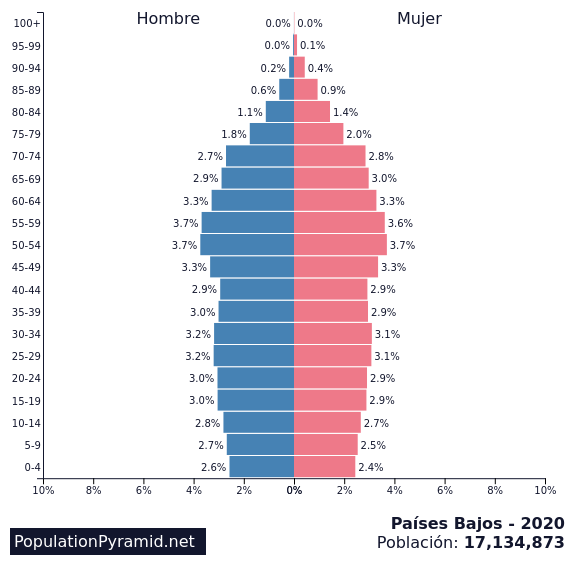 Hombre Mujer
100+ 0.0% 0.0%
95-99 0.0% 0.1%
90-94 0.2% 0.4%
85-89 0.6% 0.9%
80-84 1.1% 1.4%
75-79 1.8% 2.0%
70-74 2.7% 2.8%
65-69 2.9% 3.0%
60-64 3.3% 3.3%
55-59 3.7% 3.6%
50-54 3.7% 3.7%
45-49 3.3% 3.3%
40-44 2.9% 2.9%
35-39 3.0% 2.9%
30-34 3.2% 3.1%
25-29 3.2% 3.1%
20-24 3.0% 2.9%
15-19 3.0% 2.9%
10-14 2.8% 2.7%
5-9 2.7% 2.5%
0-4 2.6% 2.4%
10% 8% 6% 4% 2% 0% 2% 4% 6% 8% 10%
Países Bajos - 2020
PopulationPyramid.net Población: 17,134,873